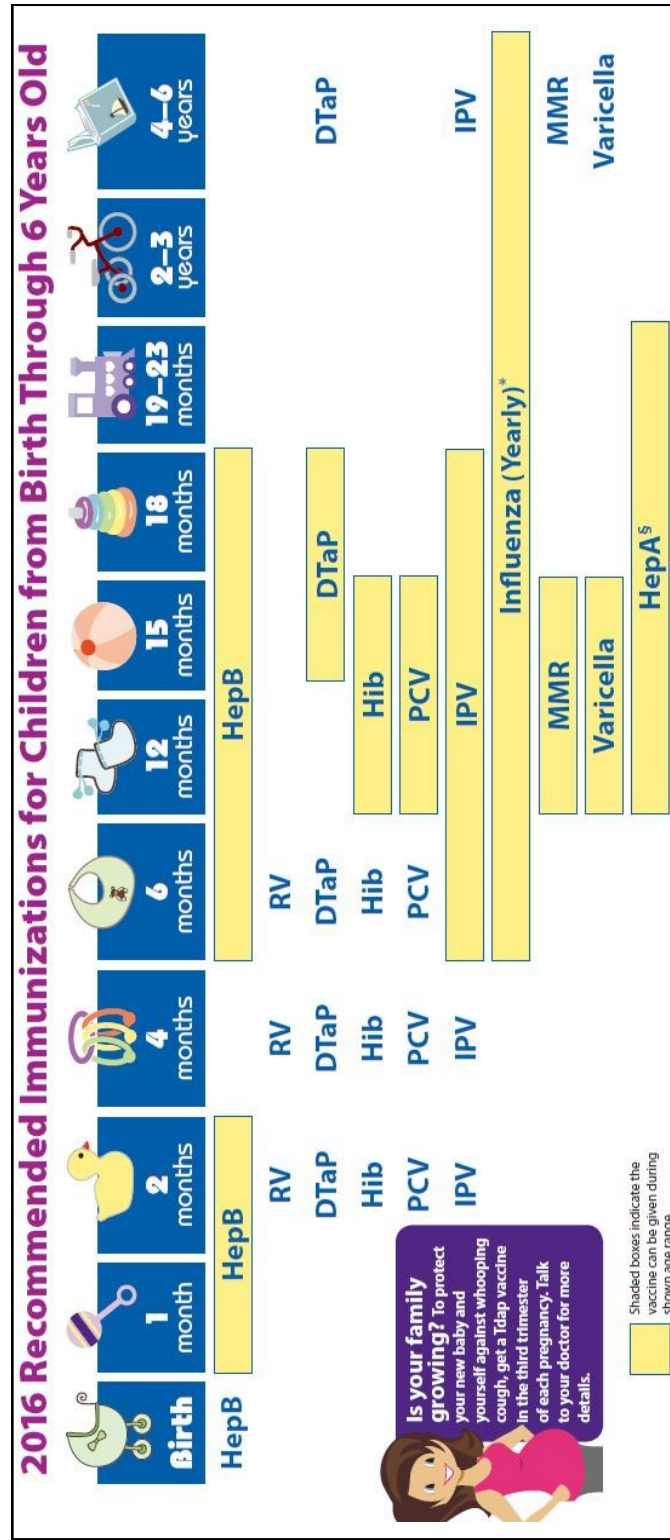 2016 Recommended Immunizations for Children from Birth Through 6 Years Old
Birth
1
month
2
months
4
months
6
months
12
months
15
months
18
months
19–23
months
2–3
years
4–6
years
HepB
HepB
HepB
RV
RV
RV
DTaP
DTaP
DTaP
DTaP
DTaP
Hib
Hib
Hib
Hib
PCV
PCV
PCV
PCV
IPV
IPV
IPV
IPV
Influenza (Yearly)*
MMR
MMR
Varicella
Varicella
HepA§
Is your family
growing? To protect
your new baby and
yourself against whooping
cough, get a Tdap vaccine
In the third trimester
of each pregnancy. Talk
to your doctor for more
details.
Shaded boxes indicate the
vaccine can be given during
shown age range.